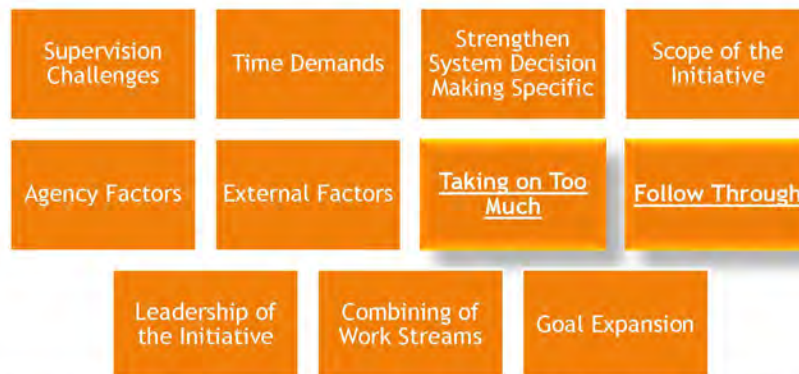 Supervision
Challenges
Time Demands
Strengthen
System Decision
Making Specific
Scope of the
Initiative
Agency Factors
External Factors
Taking on Too
Much
Follow Through
Leadership of
the Initiative
Combining of
Work Streams
Goal Expansion